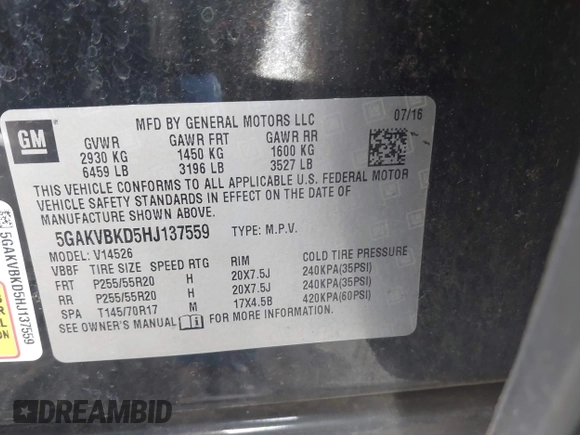 GM
MFD BY GENERAL MOTORS LLC
07/16
GVWR GAWR FRT GAWR RR
2930 KG 1450 KG 1600 KG
6459 LB 3196 LB 3527 LB
THIS VEHICLE CONFORMS TO ALL APPLICABLE U.S. FEDERAL MOTOR
VEHICLE SAFETY STANDARDS IN EFFECT ON THE DATE OF
MANUFACTURE SHOWN ABOVE.
5GAKVBKD5HJ137559 TYPE: M.P.V.
MODEL: V14526
VBBF TIRE SIZE SPD RTG RIM COLD TIRE PRESSURE
FRT P255/55R20 H 20X7.5J 240KPA(35PSI)
RR P255/55R20 H 20X7.5J 240KPA(35PSI)
SPA T145/70R17 M 17X4.5B 420KPA(60PSI)
SEE OWNER'S MANUAL FOR MORE INFORMATION.
5GAKVBKD5HJ137559
DREAMBID